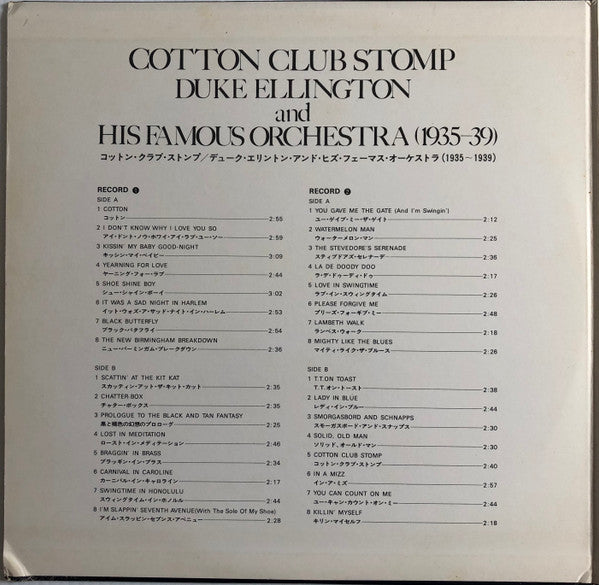 COTTON CLUB STOMP
DUKE ELLINGTON
and
HIS FAMOUS ORCHESTRA (1935–39)
コットン・クラブ・ストンプ/デューク・エリントン・アンド・ヒズ・フェーマス・オーケストラ (1935〜1939)
RECORD ❶
SIDE A
1 COTTON
コットン 2:55
2 I DON'T KNOW WHY I LOVE YOU SO
アイ・ドント・ノウ・ホワイ・アイ・ラブ・ユー・ソー 2:59
3 KISSIN' MY BABY GOOD-NIGHT
キッシン・マイ・ベイビー 3:09
4 YEARNING FOR LOVE
ヤーニング・フォー・ラブ 2:44
5 SHOE SHINE BOY
シュー・シャイン・ボーイ 3:02
6 IT WAS A SAD NIGHT IN HARLEM
イット・ウォズ・ア・サッド・ナイト・イン・ハーレム 2:53
7 BLACK BUTTERFLY
ブラック・バタフライ 2:54
8 THE NEW BIRMINGHAM BREAKDOWN
ニュー・バーミンガム・ブレークダウン 2:36
SIDE B
1 SCATTIN' AT THE KIT KAT
スカッティン・アット・ザ・キット・カット 2:35
2 CHATTER-BOX
チャター・ボックス 2:35
3 PROLOGUE TO THE BLACK AND TAN FANTASY
黒と褐色の幻想のプロローグ 2:25
4 LOST IN MEDITATION
ロースト・イン・メディテーション 2:46
5 BRAGGIN' IN BRASS
ブラッギン・イン・ブラス 2:34
6 CARNIVAL IN CAROLINE
カーニバル・イン・キャロライン 2:17
7 SWINGTIME IN HONOLULU
スウィングタイム・イン・ホノルル 2:44
8 I'M SLAPPIN' SEVENTH AVENUE(With The Sole Of My Shoe)
アイム・スラッピン・セブンス・アベニュー 2:28
RECORD ❷
SIDE A
1 YOU GAVE ME THE GATE (And I'm Swingin')
ユー・ゲイブ・ミー・ザ・ゲイト 2:12
2 WATERMELON MAN
ウォーターメロン・マン 2:25
3 THE STEVEDORE'S SERENADE
スティブドアズ・セレナーデ 2:36
4 LA DE DOODY DOO
ラ・デ・ドゥーディ・ドゥ 2:17
5 LOVE IN SWINGTIME
ラブ・イン・スウィングタイム 2:26
6 PLEASE FORGIVE ME
プリーズ・フォーギブ・ミー 2:48
7 LAMBETH WALK
ランベス・ウォーク 2:18
8 MIGHTY LIKE THE BLUES
マイティ・ライク・ザ・ブルース 2:26
SIDE B
1 T.T.ON TOAST
T.T.オン・トースト 2:38
2 LADY IN BLUE
レディ・イン・ブルー 2:44
3 SMORGASBORD AND SCHNAPPS
スモーガスボード・アンド・スナップス 2:30
4 SOLID, OLD MAN
ソリッド、オールド・マン 2:30
5 COTTON CLUB STOMP
コットン・クラブ・ストンプ 2:40
6 IN A MIZZ
イン・ア・ミズ 2:57
7 YOU CAN COUNT ON ME
ユー・キャン・カウント・オン・ミー 2:44
8 KILLIN' MYSELF
キリン・マイセルフ 2:18